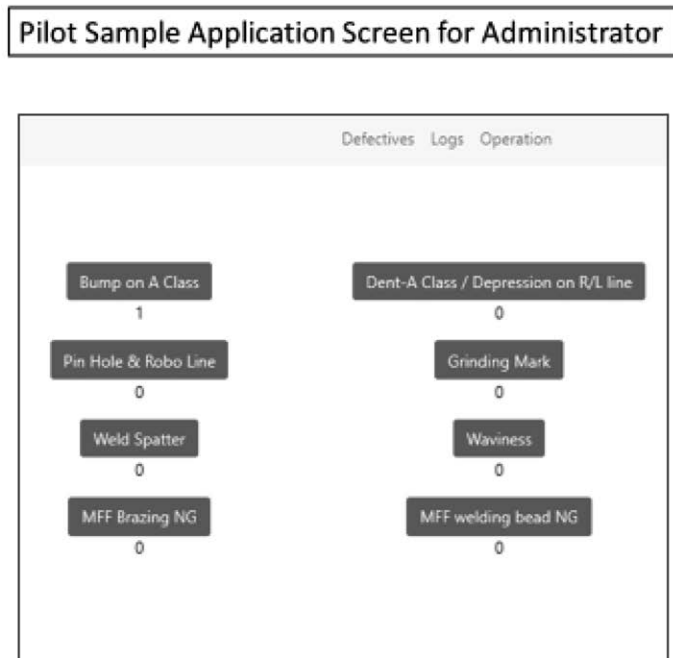 Pilot Sample Application Screen for Administrator
Defectives Logs Operation
Bump on A Class
1
Dent-A Class / Depression on R/L line
0
Pin Hole & Robo Line
0
Grinding Mark
0
Weld Spatter
0
Waviness
0
MFF Brazing NG
0
MFF welding bead NG
0